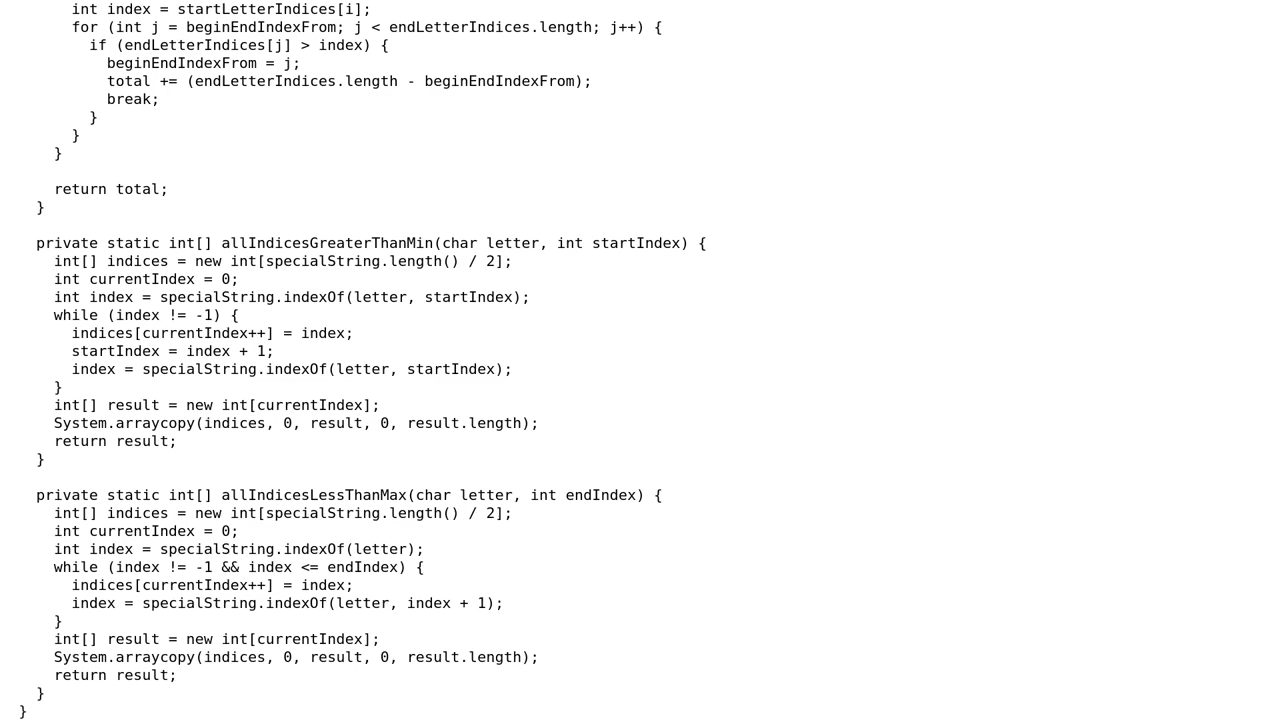 int index = startLetterIndices[i];
for (int j = beginEndIndexFrom; j < endLetterIndices.length; j++) {
if (endLetterIndices[j] > index) {
beginEndIndexFrom = j;
total += (endLetterIndices.length - beginEndIndexFrom);
break;
}
}
}
return total;
}
private static int[] allIndicesGreaterThanMin(char letter, int startIndex) {
int[] indices = new int[specialString.length() / 2];
int currentIndex = 0;
int index = specialString.indexOf(letter, startIndex);
while (index != -1) {
indices[currentIndex++] = index;
startIndex = index + 1;
index = specialString.indexOf(letter, startIndex);
}
int[] result = new int[currentIndex];
System.arraycopy(indices, 0, result, 0, result.length);
return result;
}
private static int[] allIndicesLessThanMax(char letter, int endIndex) {
int[] indices = new int[specialString.length() / 2];
int currentIndex = 0;
int index = specialString.indexOf(letter);
while (index != -1 && index <= endIndex) {
indices[currentIndex++] = index;
index = specialString.indexOf(letter, index + 1);
}
int[] result = new int[currentIndex];
System.arraycopy(indices, 0, result, 0, result.length);
return result;
}
}